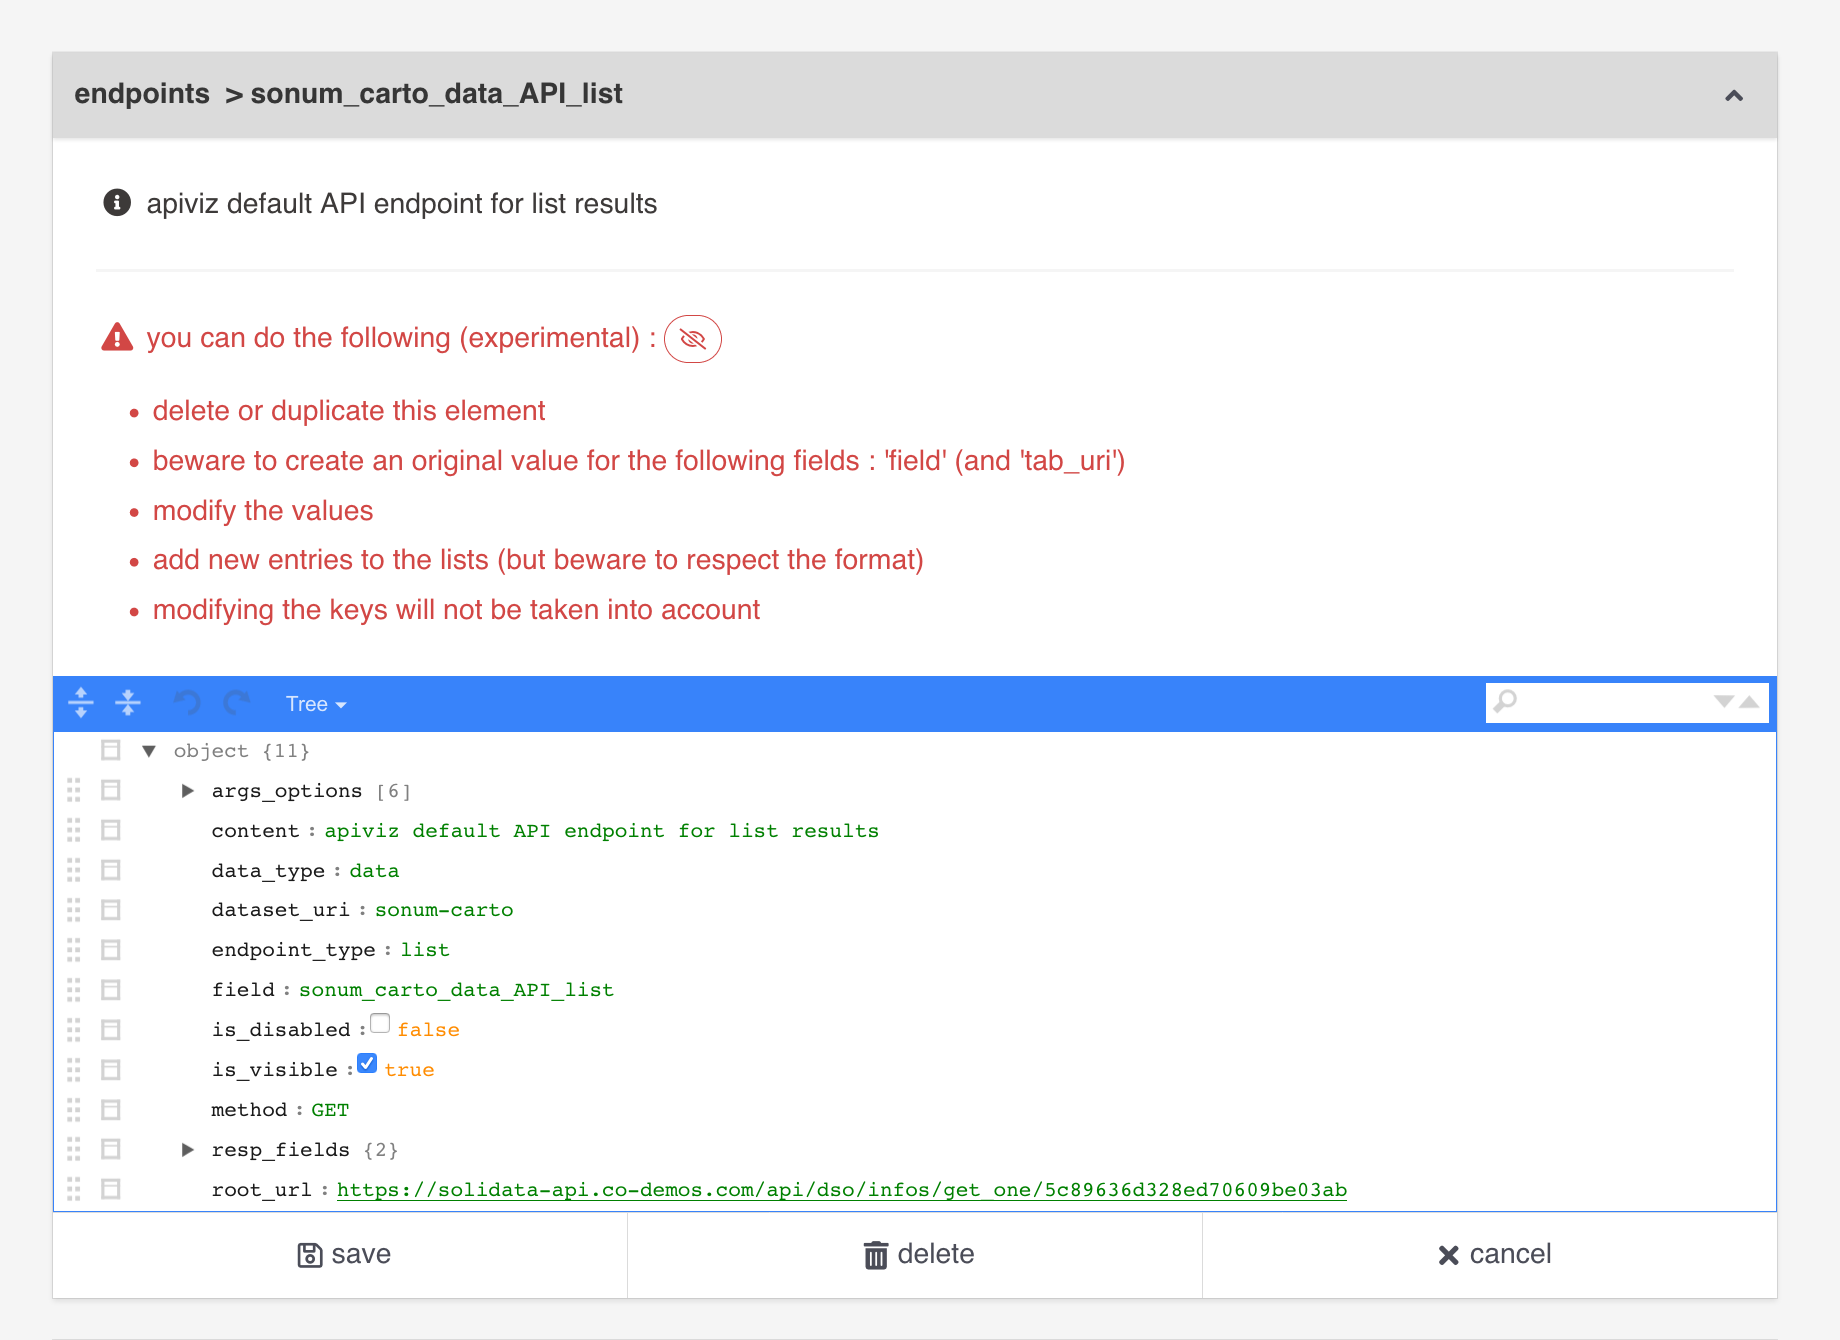 endpoints > sonum_carto_data_API_list
apiviz default API endpoint for list results
you can do the following (experimental) :
• delete or duplicate this element
• beware to create an original value for the following fields : 'field' (and 'tab_uri')
• modify the values
• add new entries to the lists (but beware to respect the format)
• modifying the keys will not be taken into account
Tree
object {11}
args_options [6]
content : apiviz default API endpoint for list results
data_type : data
dataset_uri : sonum-carto
endpoint_type : list
field : sonum_carto_data_API_list
is_disabled : false
is_visible : true
method : GET
resp_fields {2}
root_url : https://solidata-api.co-demos.com/api/dso/infos/get_one/5c89636d328ed70609be03ab
save
delete
cancel